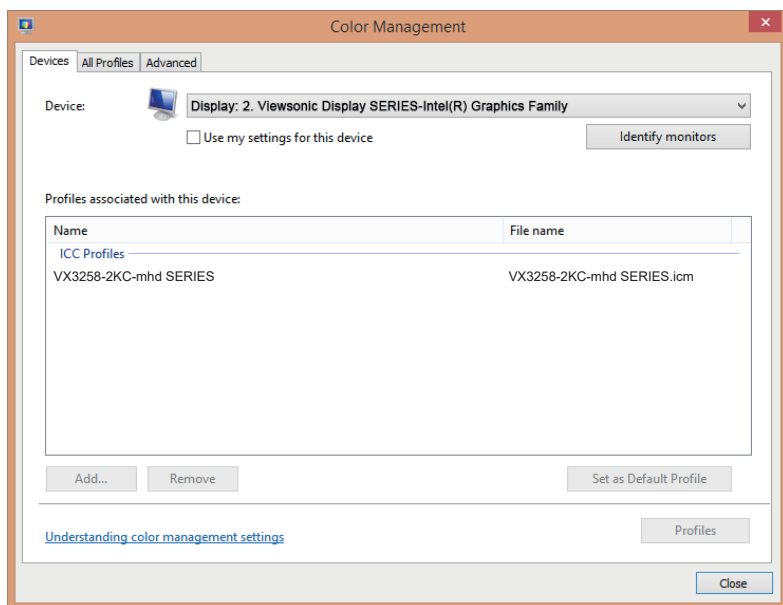 Color Management
Devices All Profiles Advanced
Device: Display: 2. Viewsonic Display SERIES-Intel(R) Graphics Family
Use my settings for this device Identify monitors
Profiles associated with this device:
Name File name
ICC Profiles
VX3258-2KC-mhd SERIES VX3258-2KC-mhd SERIES.icm
Add... Remove Set as Default Profile
Understanding color management settings Profiles
Close